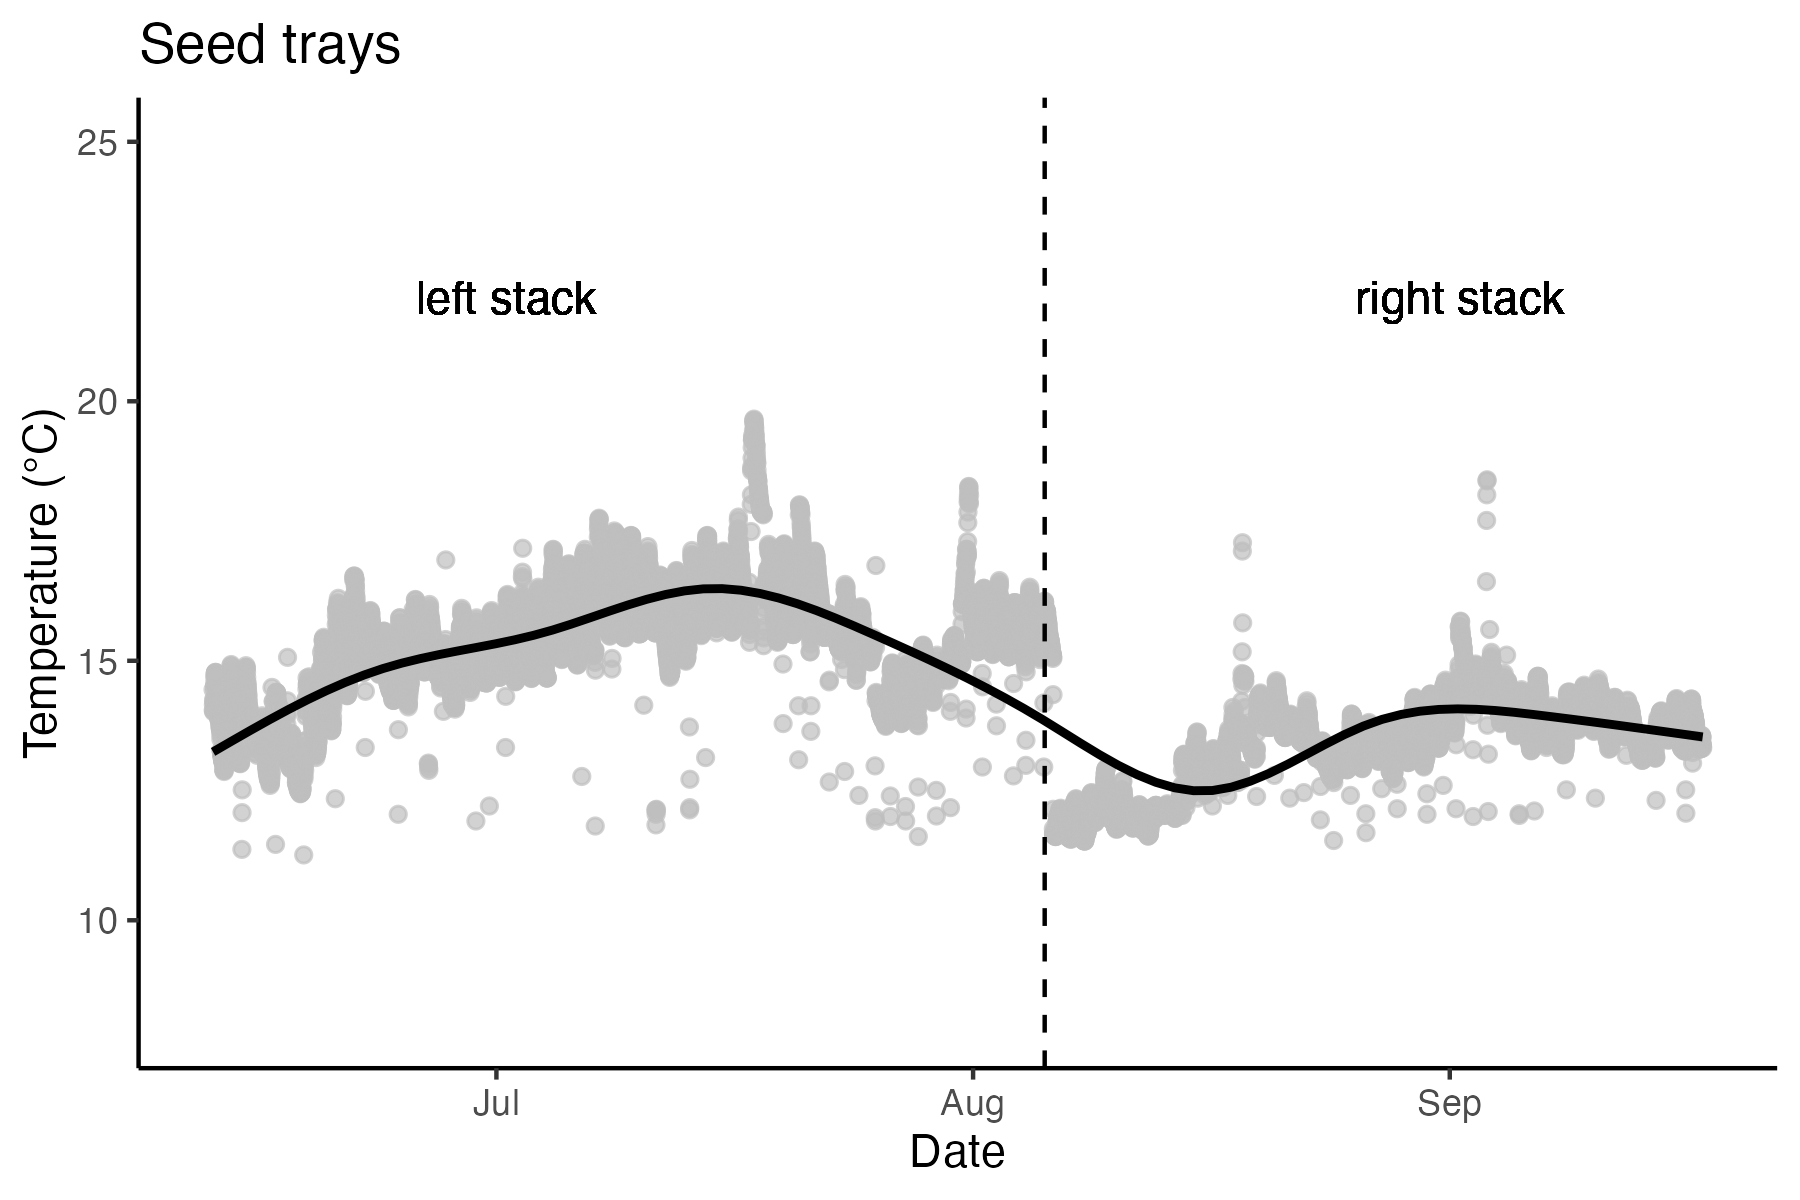 Seed trays
25
left stack
right stack
20
Temperature (°C)
15
10
Jul
Aug
Sep
Date